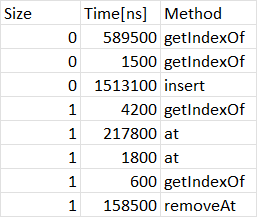 Size Time[ns] Method
0 589500 getIndexOf
0 1500 getIndexOf
0 1513100 insert
1 4200 getIndexOf
1 217800 at
1 1800 at
1 600 getIndexOf
1 158500 removeAt